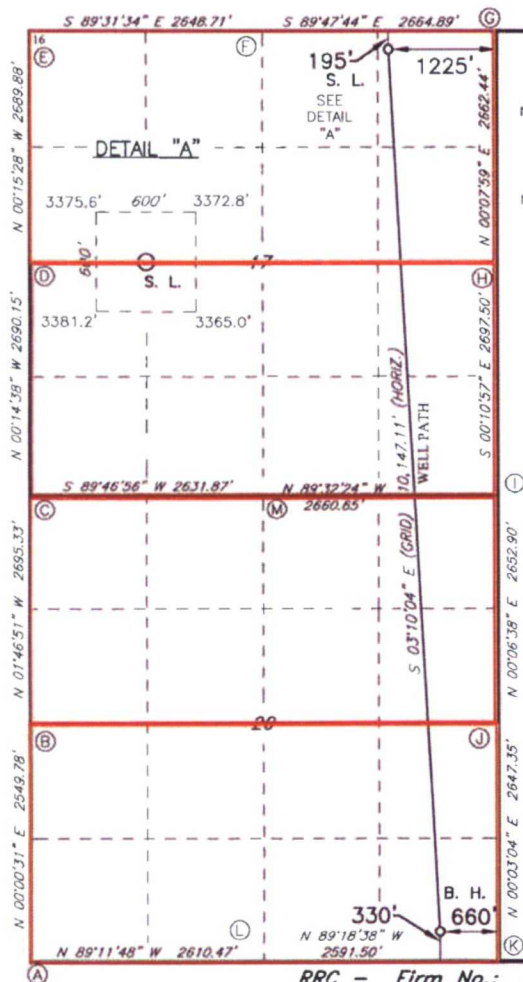 S 89°31'34" E 2648.71'
S 89°47'44" E 2664.89'
G
16
E
F
195'
1225'
S. L.
SEE
DETAIL
"A"
N 00°15'28" W 2689.88'
N 00°07'59" E 2662.44'
DETAIL "A"
3375.6' 600' 3372.8'
600'
17
D
S. L.
H
3381.2' 3365.0'
N 00°14'38" W 2690.15'
S 00°10'57" E 2697.50'
10,147.11' (HORIZ.)
WELL PATH
S 89°46'56" W 2631.87'
N 89°32'24" W
2660.65'
I
C
M
N 01°46'51" W 2695.33'
S 03°10'04" E (GRID)
N 00°06'38" E 2652.90'
20
B
J
N 00°00'31" E 2549.78'
N 00°03'04" E 2647.35'
B. H.
330'
660'
L
N 89°18'38" W
2591.50'
N 89°11'48" W 2610.47'
K
A
RRC - Firm No.: